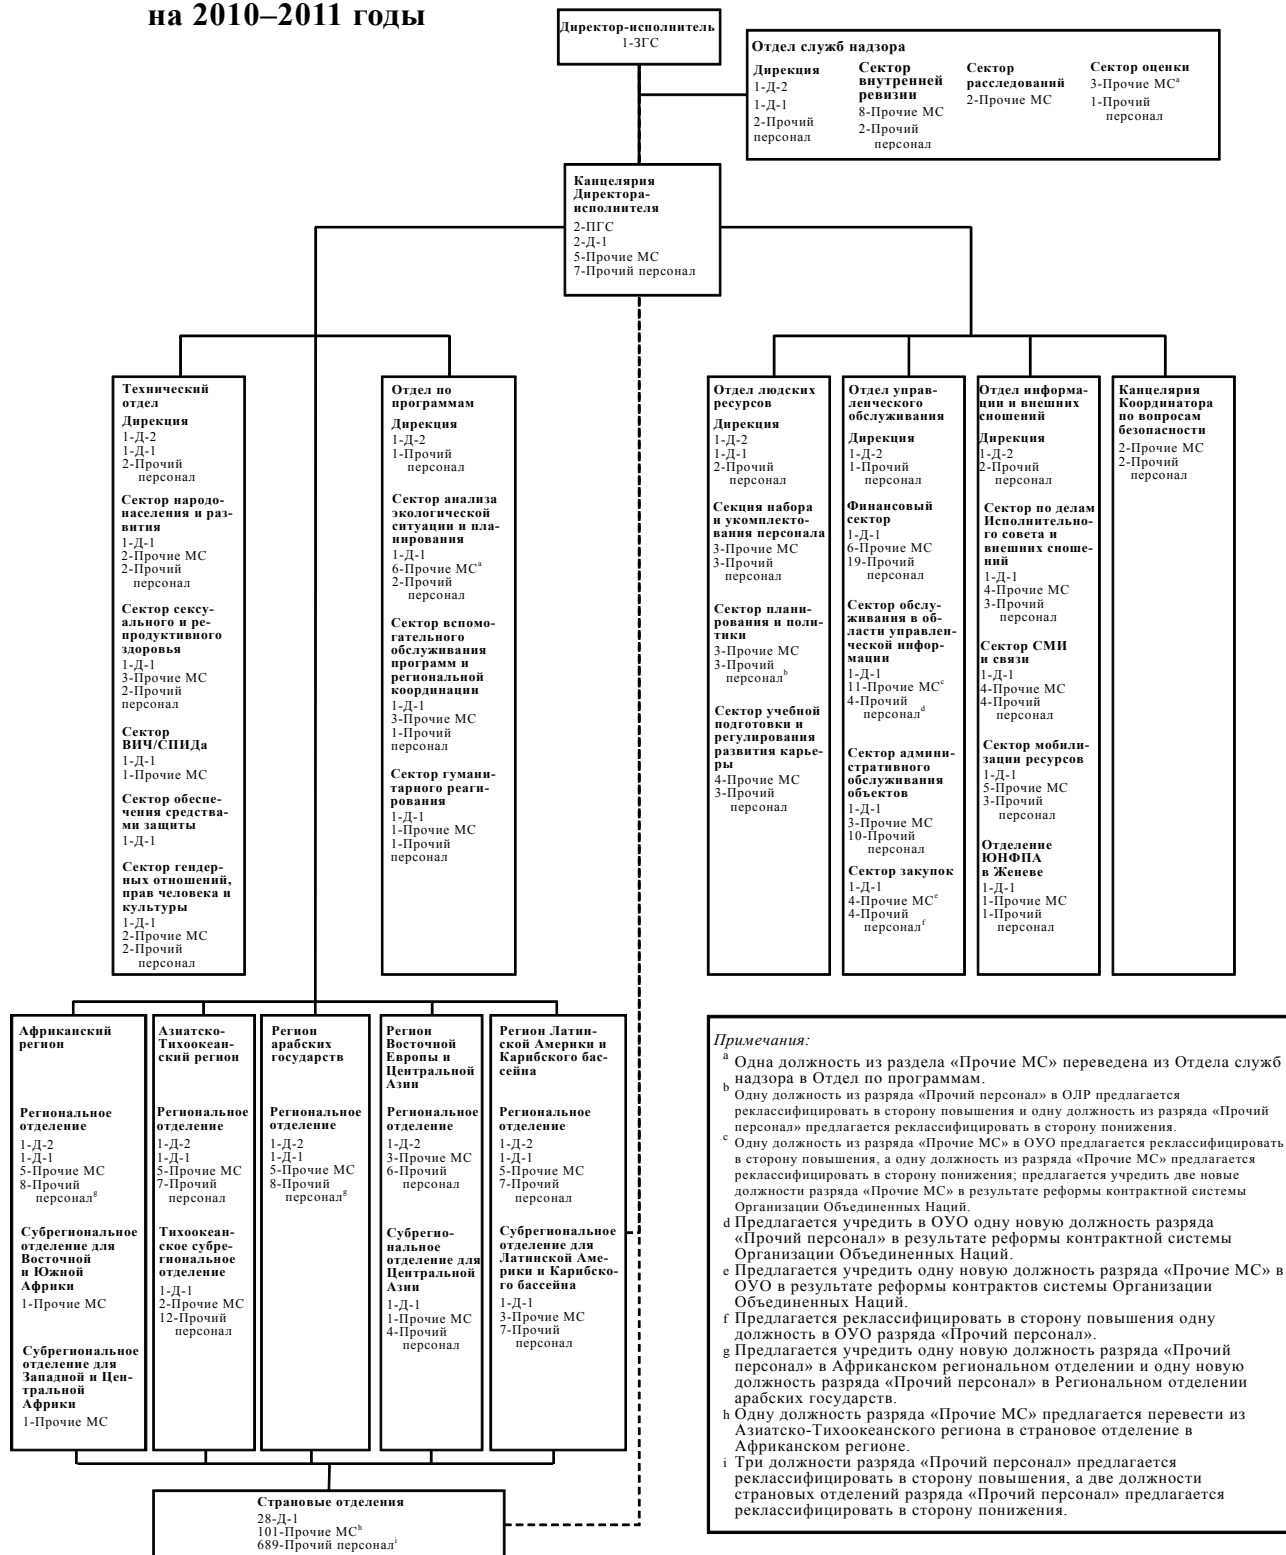 на 2010–2011 годы
Директор-исполнитель
1-ЗГС
Отдел служб надзора
Дирекция
1-Д-2
1-Д-1
2-Прочий
персонал
Сектор
внутренней
ревизии
8-Прочие МС
2-Прочий
персонал
Сектор
расследований
2-Прочие МС
Сектор оценки
3-Прочие МСа
1-Прочий
персонал
Канцелярия
Директора-
исполнителя
2-ПГС
2-Д-1
5-Прочие МС
7-Прочий персонал
Технический
отдел
Дирекция
1-Д-2
1-Д-1
2-Прочий
персонал
Сектор народо-
населения и раз-
вития
1-Д-1
2-Прочие МС
2-Прочий
персонал
Сектор сексу-
ального и ре-
продуктивного
здоровья
1-Д-1
3-Прочие МС
2-Прочий
персонал
Сектор
ВИЧ/СПИДа
1-Д-1
1-Прочие МС
Сектор обеспе-
чения средства-
ми защиты
1-Д-1
Сектор гендер-
ных отношений,
прав человека и
культуры
1-Д-1
2-Прочие МС
2-Прочий
персонал
Отдел по
программам
Дирекция
1-Д-2
1-Прочий
персонал
Сектор анализа
экологической
ситуации и пла-
нирования
1-Д-1
6-Прочие МСа
2-Прочий
персонал
Сектор вспомо-
гательного
обслуживания
программ и
региональной
координации
1-Д-1
3-Прочие МС
1-Прочий
персонал
Сектор гумани-
тарного реаги-
рования
1-Д-1
1-Прочие МС
1-Прочий
персонал
Отдел людских
ресурсов
Дирекция
1-Д-2
1-Д-1
2-Прочий
персонал
Секция набора
и укомплекто-
вания персонала
3-Прочие МС
3-Прочий
персонал
Сектор плани-
рования и поли-
тики
3-Прочие МС
3-Прочий
персоналb
Сектор учебной
подготовки и
регулирования
развития карье-
ры
4-Прочие МС
3-Прочий
персонал
Отдел управ-
ленческого
обслуживания
Дирекция
1-Д-2
1-Прочий
персонал
Финансовый
сектор
1-Д-1
6-Прочие МС
19-Прочий
персонал
Сектор обслу-
живания в об-
ласти управлен-
ческой инфор-
мации
1-Д-1
11-Прочие МСc
4-Прочий
персоналd
Сектор админи-
стративного
обслуживания
объектов
1-Д-1
3-Прочие МС
10-Прочий
персонал
Сектор закупок
1-Д-1
4-Прочие МСe
4-Прочий
персоналf
Отдел информа-
ции и внешних
сношений
Дирекция
1-Д-2
2-Прочий
персонал
Сектор по делам
Исполнительно-
го совета и
внешних сноше-
ний
1-Д-1
4-Прочие МС
3-Прочий
персонал
Сектор СМИ
и связи
1-Д-1
4-Прочие МС
4-Прочий
персонал
Сектор мобили-
зации ресурсов
1-Д-1
5-Прочие МС
3-Прочий
персонал
Отделение
ЮНФПА
в Женеве
1-Д-1
1-Прочие МС
1-Прочий
персонал
Канцелярия
Координатора
по вопросам
безопасности
2-Прочие МС
2-Прочий
персонал
Африканский
регион
Региональное
отделение
1-Д-2
1-Д-1
5-Прочие МС
8-Прочий
персоналg
Субрегиональное
отделение для
Восточной
и Южной
Африки
1-Прочие МС
Субрегиональное
отделение для
Западной и Цен-
тральной
Африки
1-Прочие МС
Азиатско-
Тихоокеан-
ский регион
Региональное
отделение
1-Д-2
1-Д-1
5-Прочие МС
7-Прочий
персонал
Тихоокеан-
ское субре-
гиональное
отделение
1-Д-1
2-Прочие МС
12-Прочий
персонал
Регион
арабских
государств
Региональное
отделение
1-Д-2
1-Д-1
5-Прочие МС
8-Прочий
персоналg
Регион
Восточной
Европы и
Центральной
Азии
Региональное
отделение
1-Д-2
3-Прочие МС
6-Прочий
персонал
Субрегио-
нальное
отделение для
Центральной
Азии
1-Д-1
1-Прочие МС
4-Прочий
персонал
Регион Латин-
ской Америки и
Карибского бас-
сейна
Региональное
отделение
1-Д-2
1-Д-1
5-Прочие МС
7-Прочий
персонал
Субрегиональное
отделение для
Латинской Аме-
рики и Карибско-
го бассейна
1-Д-1
3-Прочие МС
7-Прочий
персонал
Страновые отделения
28-Д-1
101-Прочие МСh
689-Прочий персоналi
Примечания:
a Одна должность из раздела «Прочие МС» переведена из Отдела служб
надзора в Отдел по программам.
b Одну должность из разряда «Прочий персонал» в ОЛР предлагается
реклассифицировать в сторону повышения и одну должность из разряда «Прочий
персонал» предлагается реклассифицировать в сторону понижения.
c Одну должность из разряда «Прочие МС» в ОУО предлагается реклассифицировать
в сторону повышения, а одну должность из разряда «Прочие МС» предлагается
реклассифицировать в сторону понижения; предлагается учредить две новые
должности разряда «Прочие МС» в результате реформы контрактной системы
Организации Объединенных Наций.
d Предлагается учредить в ОУО одну новую должность разряда
«Прочий персонал» в результате реформы контрактной системы
Организации Объединенных Наций.
e Предлагается учредить одну новую должность разряда «Прочие МС» в
ОУО в результате реформы контрактов системы Организации
Объединенных Наций.
f Предлагается реклассифицировать в сторону повышения одну
должность в ОУО разряда «Прочий персонал».
g Предлагается учредить одну новую должность разряда «Прочий
персонал» в Африканском региональном отделении и одну новую
должность разряда «Прочий персонал» в Региональном отделении
арабских государств.
h Одну должность разряда «Прочие МС» предлагается перевести из
Азиатско-Тихоокеанского региона в страновое отделение в
Африканском регионе.
i Три должности разряда «Прочий персонал» предлагается
реклассифицировать в сторону повышения, а две должности
страновых отделений разряда «Прочий персонал» предлагается
реклассифицировать в сторону понижения.